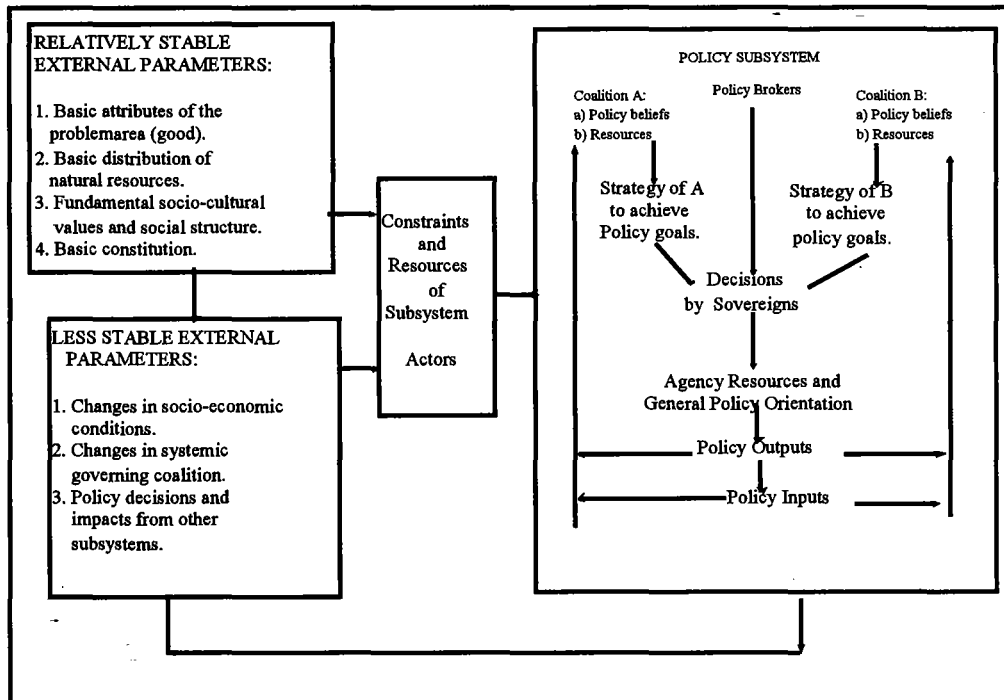 RELATIVELY STABLE
EXTERNAL PARAMETERS:
1. Basic attributes of the
problemarea (good).
2. Basic distribution of
natural resources.
3. Fundamental socio-cultural
values and social structure.
4. Basic constitution.
LESS STABLE EXTERNAL
PARAMETERS:
1. Changes in socio-economic
conditions.
2. Changes in systemic
governing coalition.
3. Policy decisions and
impacts from other
subsystems.
Constraints
and
Resources
of
Subsystem
Actors
POLICY SUBSYSTEM
Coalition A:
a) Policy beliefs
b) Resources
Policy Brokers
Coalition B:
a) Policy beliefs
b) Resources
Strategy of A
to achieve
Policy goals.
Strategy of B
to achieve
policy goals.
Decisions
by Sovereigns
Agency Resources and
General Policy Orientation
Policy Outputs
Policy Inputs